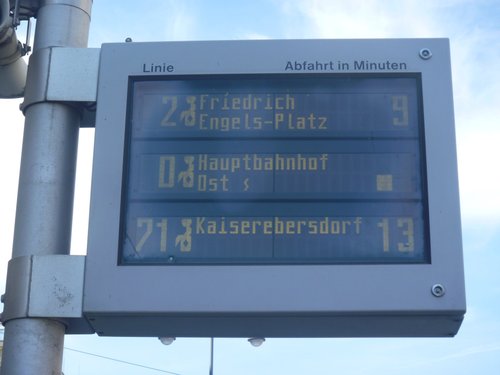 Linie Abfahrt in Minuten
2 Friedrich 9
Engels-Platz
O Hauptbahnhof
Ost S
71 Kaiserebersdorf 13